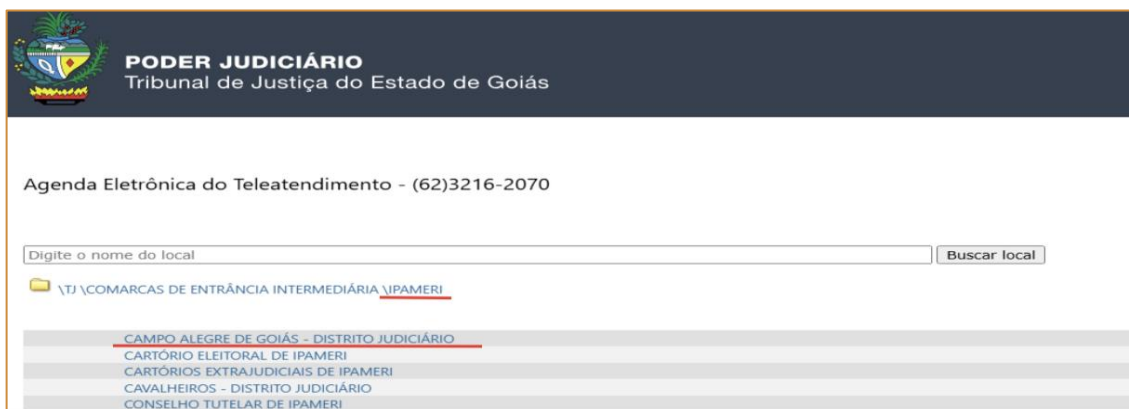 PODER JUDICIÁRIO
Tribunal de Justiça do Estado de Goiás
Agenda Eletrônica do Teleatendimento - (62)3216-2070
Digite o nome do local Buscar local
\TJ \COMARCAS DE ENTRÂNCIA INTERMEDIÁRIA \IPAMERI
CAMPO ALEGRE DE GOIÁS - DISTRITO JUDICIÁRIO
CARTÓRIO ELEITORAL DE IPAMERI
CARTÓRIOS EXTRAJUDICIAIS DE IPAMERI
CAVALHEIROS - DISTRITO JUDICIÁRIO
CONSELHO TUTELAR DE IPAMERI